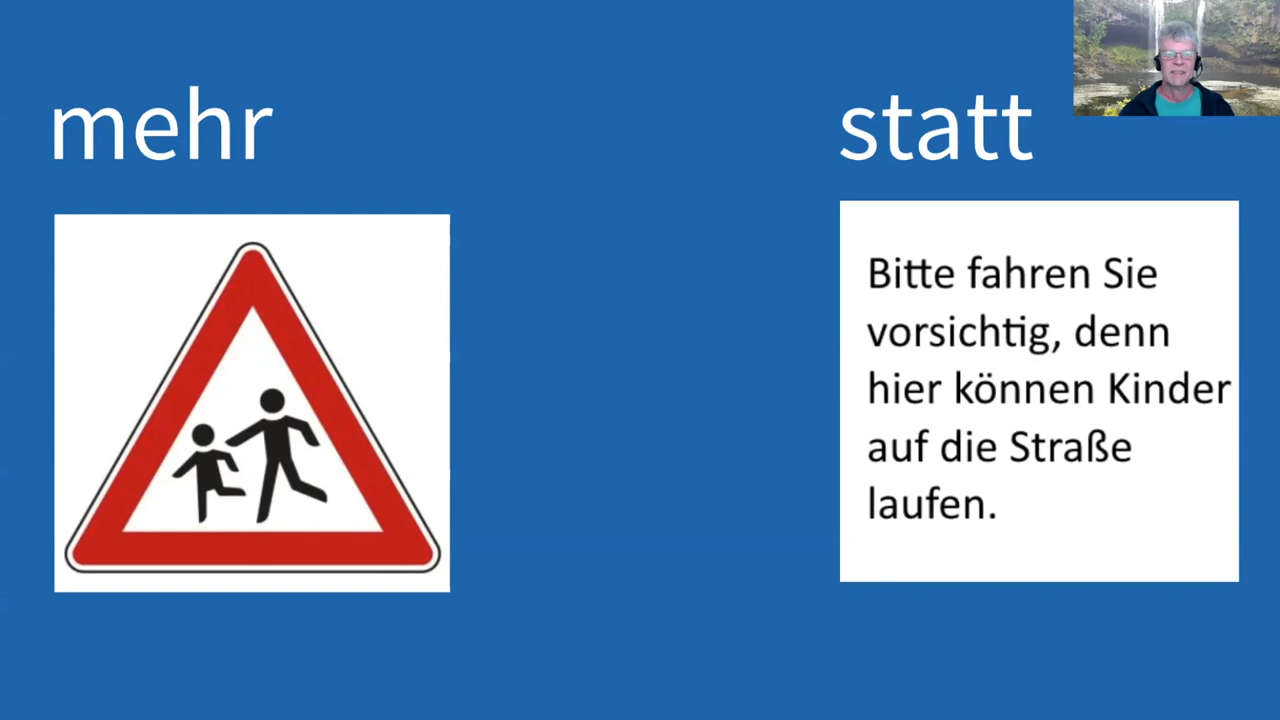 mehr
statt
Bitte fahren Sie
vorsichtig, denn
hier können Kinder
auf die Straße
laufen.